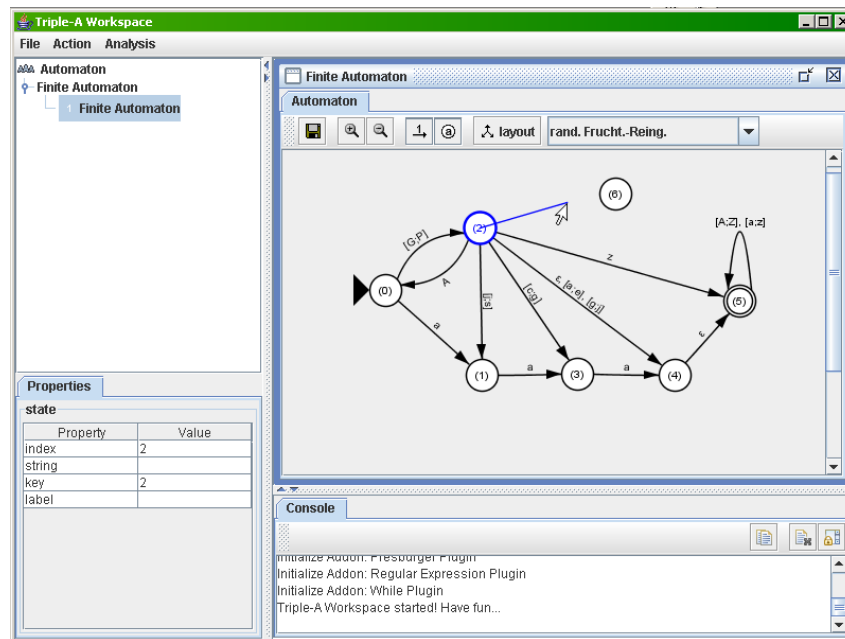 Triple-A Workspace
File Action Analysis
Automaton
Finite Automaton
1 Finite Automaton
Finite Automaton
Automaton
1 a layout rand. Frucht.-Reing.
(6)
[A;Z], [a;z]
(2)
[G;P]
z
A
(0)
[j;s]
[c;g]
ε, [a;e], [g;j]
(5)
a
ε
(1)
a
(3)
a
(4)
Properties
state
Property Value
index 2
string
key 2
label
Console
Initialize Addon: Presburger Plugin
Initialize Addon: Regular Expression Plugin
Initialize Addon: While Plugin
Triple-A Workspace started! Have fun...